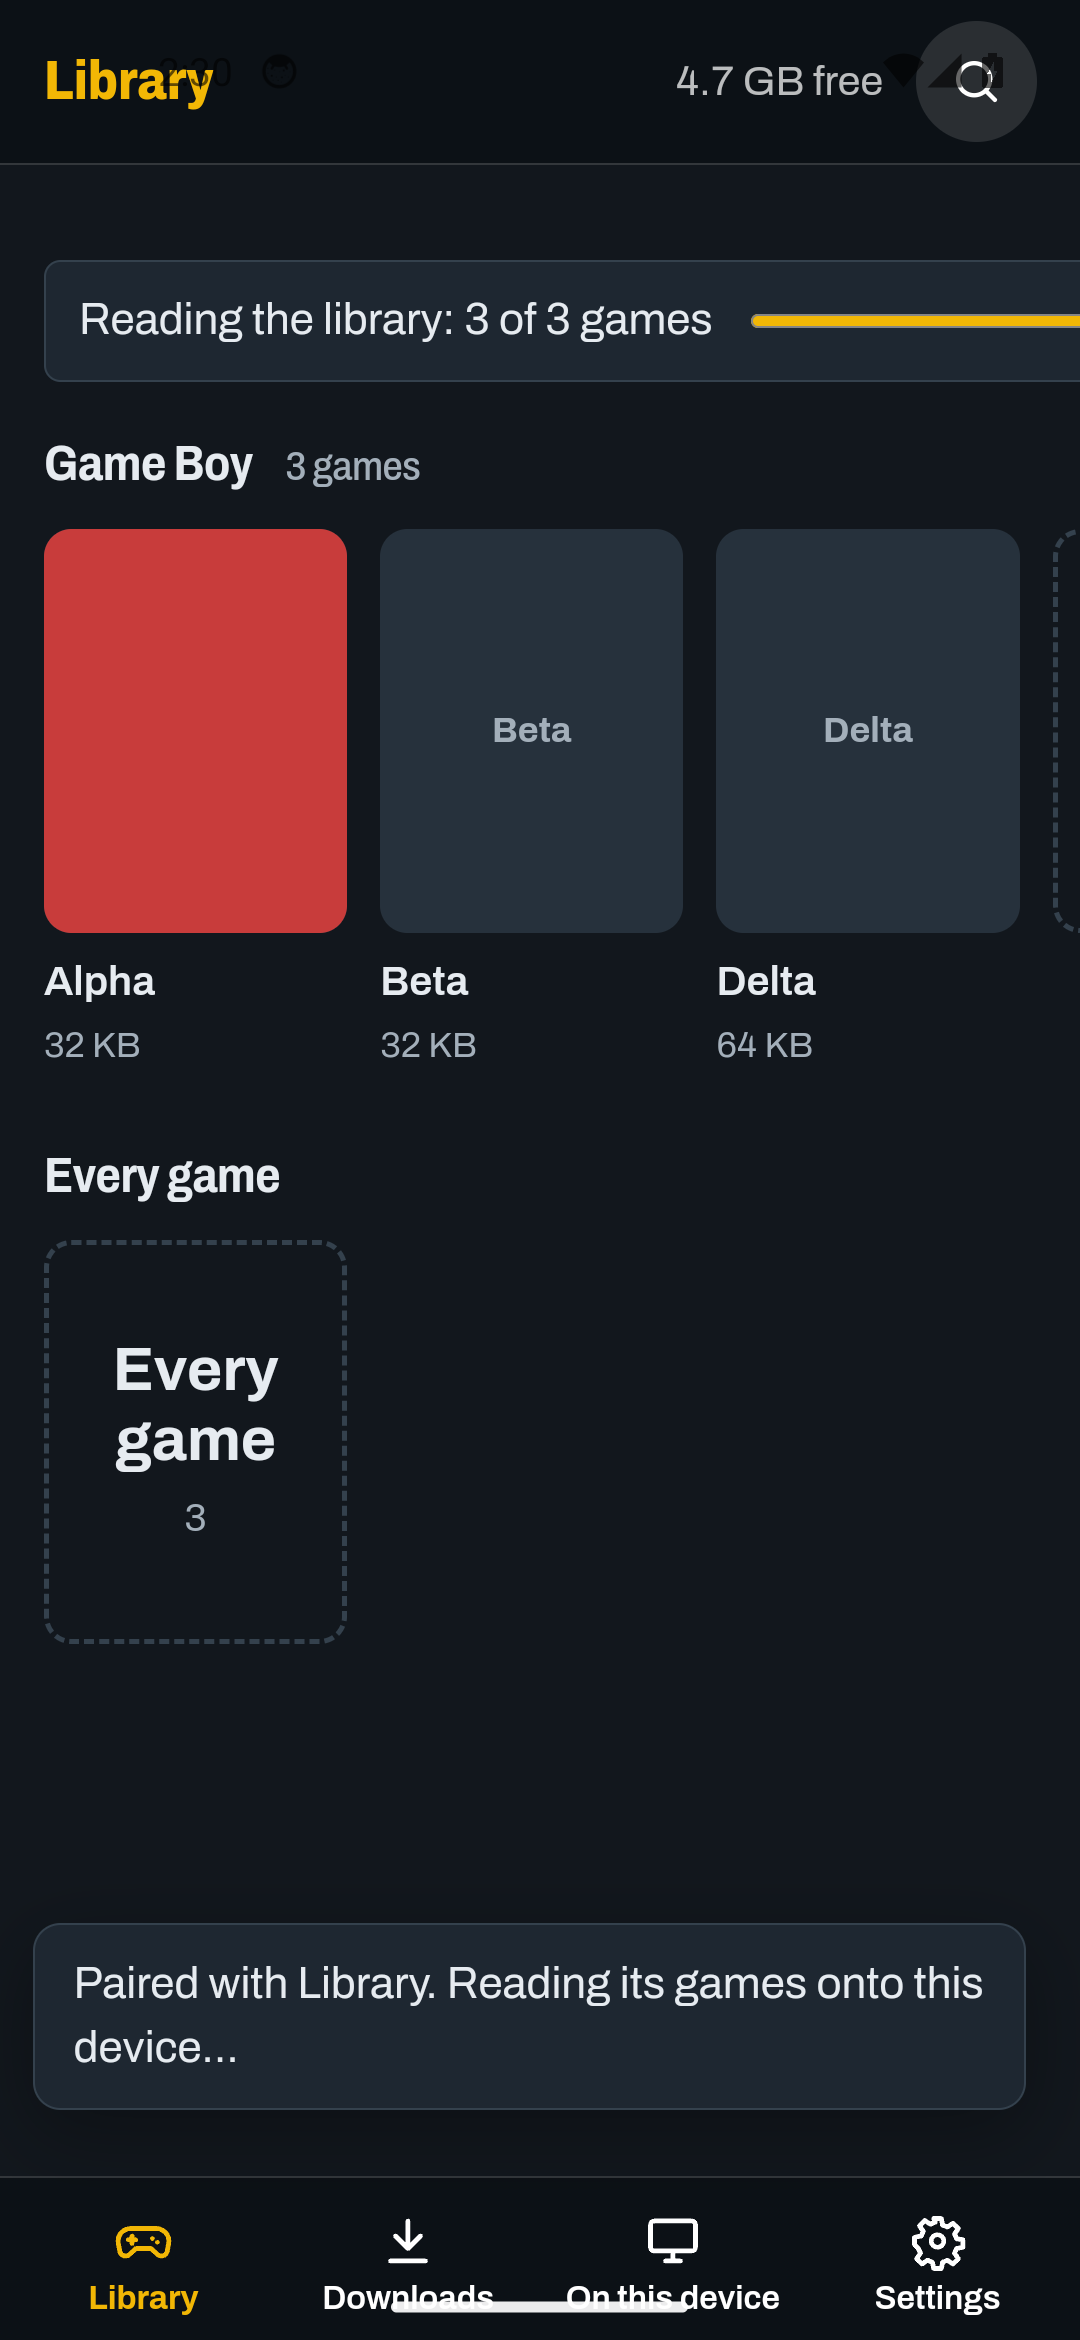 Library
4.7 GB free
Reading the library: 3 of 3 games
Game Boy 3 games
Beta
Delta
Alpha
Beta
Delta
32 KB
32 KB
64 KB
Every game
Every
game
3
Paired with Library. Reading its games onto this
device...
Library
Downloads
On this device
Settings